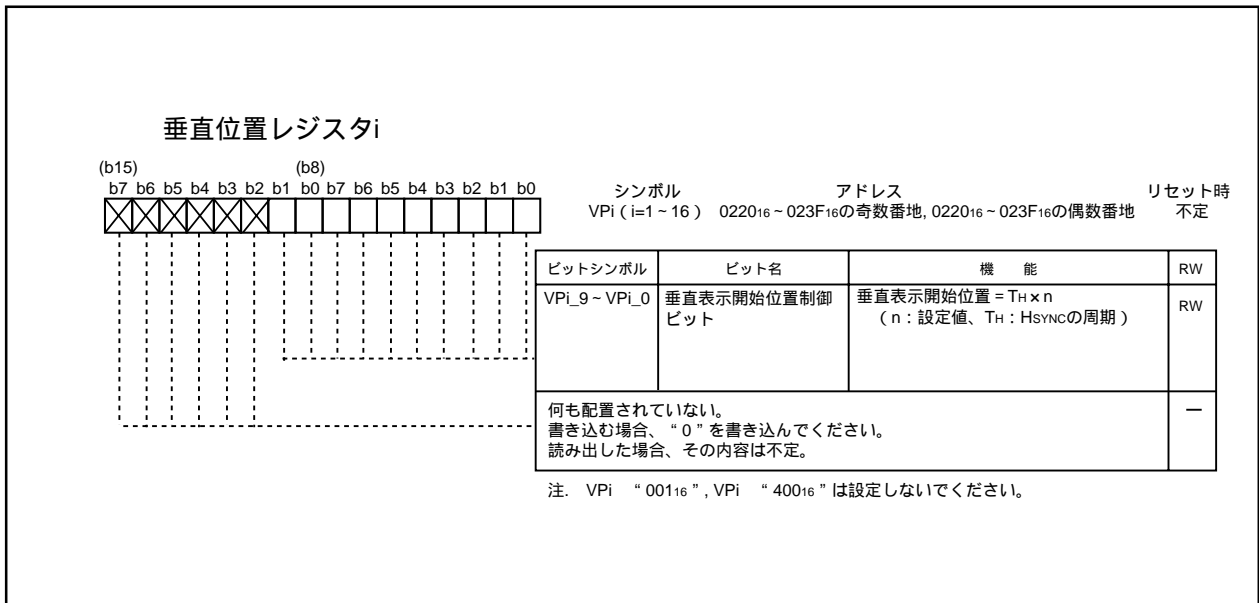 垂直位置レジスタi
(b15) (b8)
b7 b6 b5 b4 b3 b2 b1 b0 b7 b6 b5 b4 b3 b2 b1 b0
シンボル アドレス リセット時
VPi（i=1～16） 022016～023F16の奇数番地, 022016～023F16の偶数番地 不定
ビットシンボル ビット名 機 能 RW
VPi_9～VPi_0 垂直表示開始位置制御 垂直表示開始位置 = TH × n RW
ビット （n：設定値、TH：HSYNCの周期）
何も配置されていない。 ー
書き込む場合、“0”を書き込んでください。
読み出した場合、その内容は不定。
注. VPi “00116”, VPi “40016”は設定しないでください。